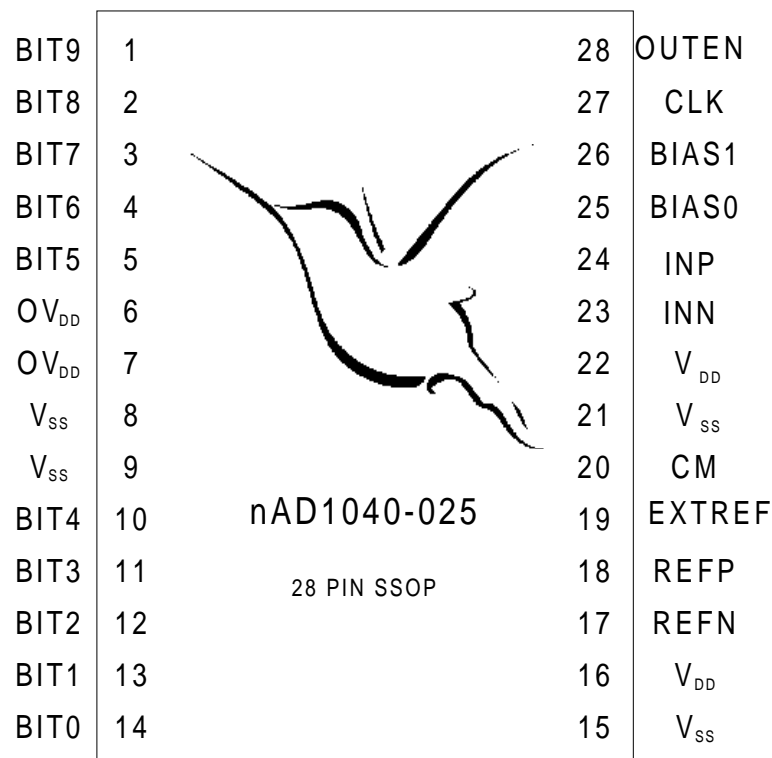 BIT9 1 28 OUTEN
BIT8 2 27 CLK
BIT7 3 26 BIAS1
BIT6 4 25 BIAS0
BIT5 5 24 INP
OVDD 6 23 INN
OVDD 7 22 VDD
VSS 8 21 VSS
VSS 9 20 CM
BIT4 10 nAD1040-025 19 EXTREF
BIT3 11 28 PIN SSOP 18 REFP
BIT2 12 17 REFN
BIT1 13 16 VDD
BIT0 14 15 VSS